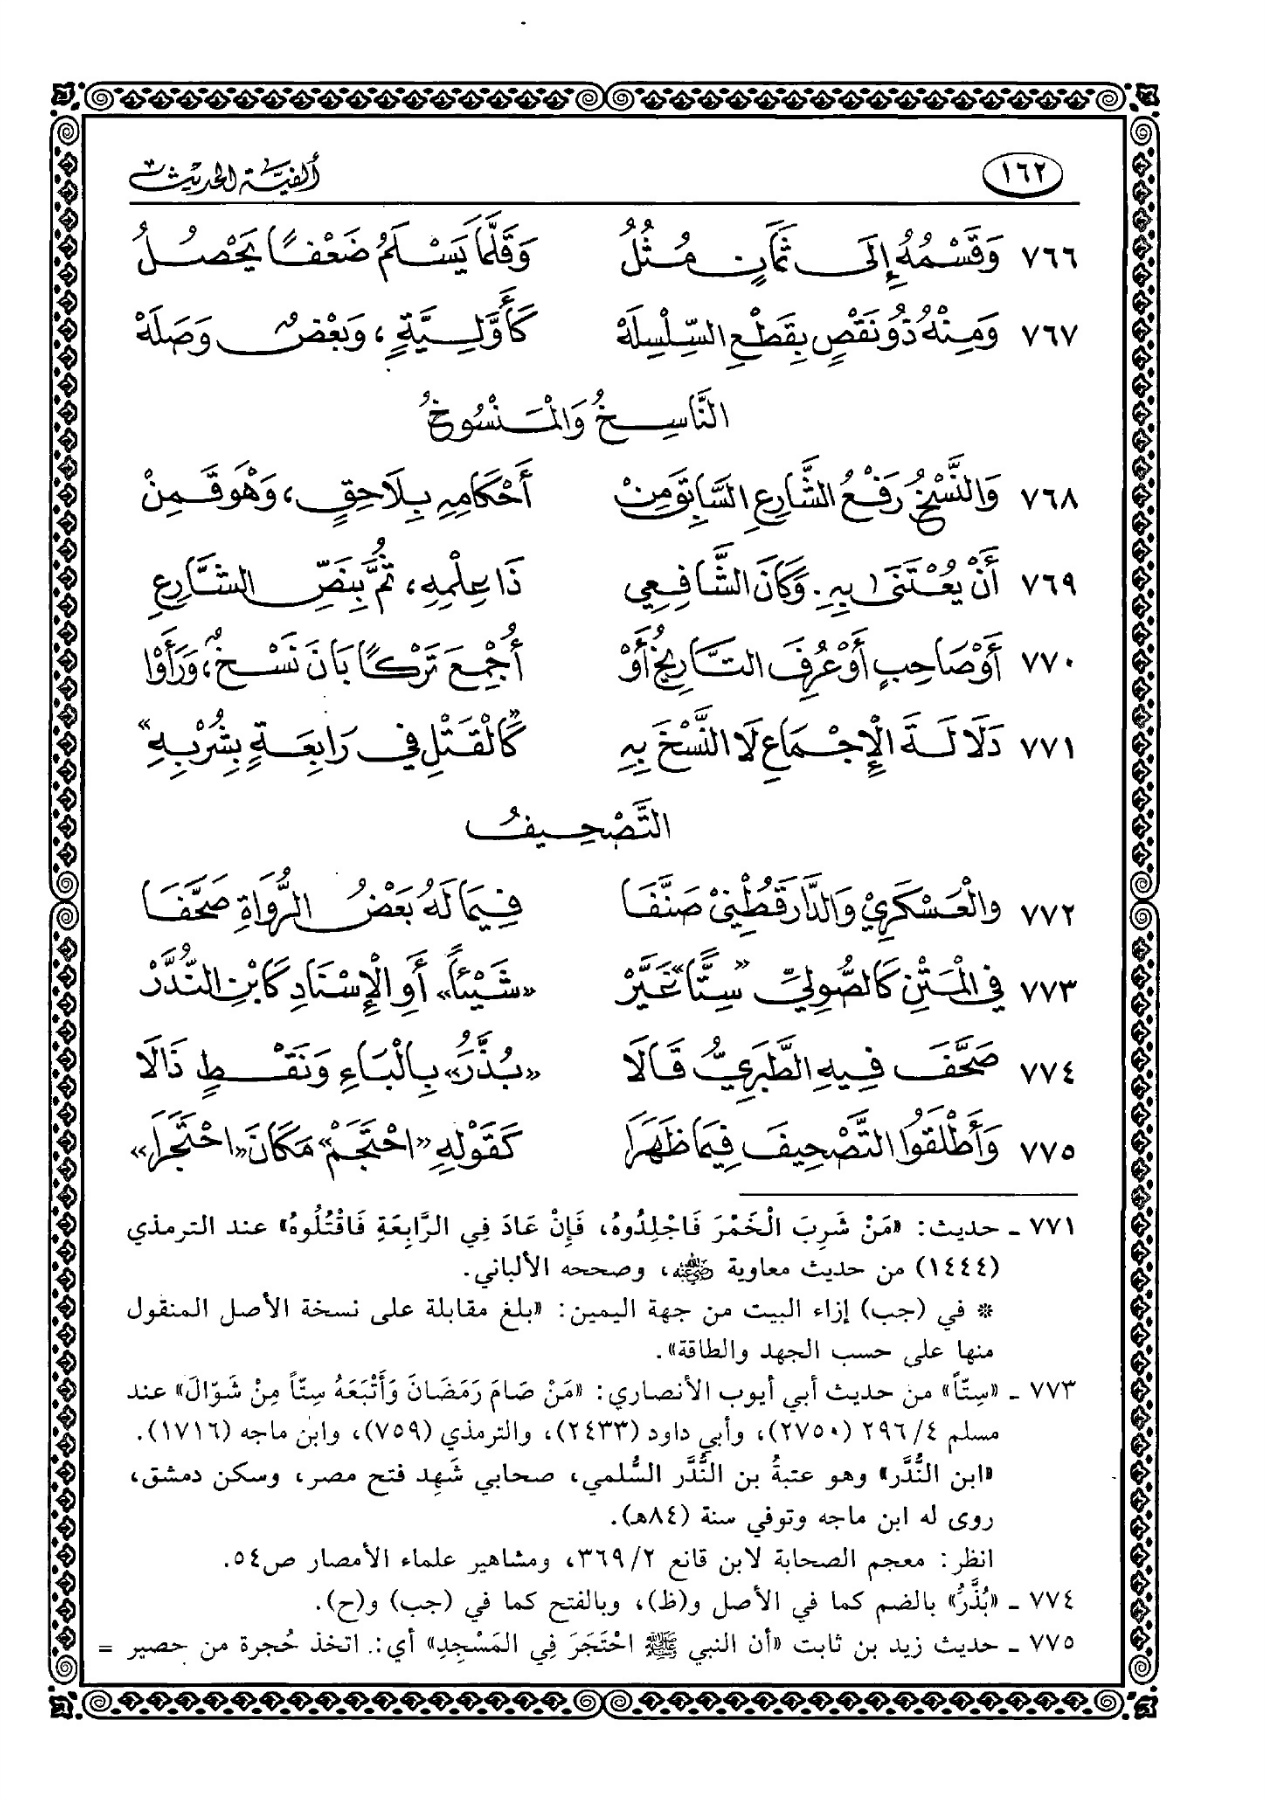 ١٦٢ ألفية الحديث
٧٦٦ وَقَسْمُهُ إِلَى ثَمَانٍ مُثُلُ وَقَلَّمَا يَسْلَمُ ضَعْفًا يَحْصُلُ
٧٦٧ وَمِنْهُ ذُو نَقْصٍ بِقَطْعِ السِّلْسِلَهْ كَأَوَّلِيَّةٍ، وَبَعْضٌ وَصَلَهْ
النَّاسِخُ وَالْمَنْسُوخُ
٧٦٨ وَالنَّسْخُ رَفْعُ الشَّارِعِ السَّابِقَ مِنْ أَحْكَامِهِ بِلَاحِقٍ، وَهْوَ قَمِنْ
٧٦٩ أَنْ يُعْتَنَى بِهِ. وَكَانَ الشَّافِعِي ذَا عِلْمِهِ، ثُمَّ بِنَصِّ الشَّارِعِ
٧٧٠ أَوْ صَاحِبٍ أَوْ عُرِفَ التَّارِيخُ أَوْ أُجْمِعَ تَرْكًا بَانَ نَسْخٌ، وَرَأَوْا
٧٧١ دَلَالَةَ الْإِجْمَاعِ لَا النَّسْخَ بِهِ كَـ«الْقَتْلِ فِي رَابِعَةٍ بِشُرْبِهِ»
التَّصْحِيفُ
٧٧٢ وَالْعَسْكَرِيْ وَالدَّارَقُطْنِيْ صَنَّفَا فِيمَا لَهُ بَعْضُ الرُّوَاةِ صَحَّفَا
٧٧٣ فِي الْمَتْنِ كَالصُّولِيِّ «سِتًّا» غَيَّرْ «شَيْئًا» أَوِ الْإِسْنَادِ كَابْنِ النُّدَّرْ
٧٧٤ صَحَّفَ فِيهِ الطَّبَرِيُّ قَالَا «بُذَّرُ» بِالْبَاءِ وَنَقْطٍ ذَالَا
٧٧٥ وَأَطْلَقُوا التَّصْحِيفَ فِيمَا ظَهَرَا كَقَوْلِهِ «احْتَجَمْ» مَكَانَ «احْتَجَرَا»
٧٧١ ـ حديث: «مَنْ شَرِبَ الْخَمْرَ فَاجْلِدُوهُ، فَإِنْ عَادَ فِي الرَّابِعَةِ فَاقْتُلُوهُ» عند الترمذي
(١٤٤٤) من حديث معاوية رضي الله عنه، وصححه الألباني.
* في (جب) إزاء البيت من جهة اليمين: «بلغ مقابلة على نسخة الأصل المنقول
منها على حسب الجهد والطاقة».
٧٧٣ ـ «سِتّاً» من حديث أبي أيوب الأنصاري: «مَنْ صَامَ رَمَضَانَ وَأَتْبَعَهُ سِتّاً مِنْ شَوّالَ» عند
مسلم ٢٩٦/٤ (٢٧٥٠)، وأبي داود (٢٤٣٣)، والترمذي (٧٥٩)، وابن ماجه (١٧١٦).
«ابن النُّدَّر» وهو عتبةُ بن النُّدَّر السُّلمي، صحابي شَهِد فتح مصر، وسكن دمشق،
روى له ابن ماجه وتوفي سنة (٨٤هـ).
انظر: معجم الصحابة لابن قانع ٣٦٩/٢، ومشاهير علماء الأمصار ص٥٤.
٧٧٤ ـ «بُذَّرُ» بالضم كما في الأصل و(ظ)، وبالفتح كما في (جب) و(ح).
٧٧٥ ـ حديث زيد بن ثابت «أن النبي ﷺ احْتَجَرَ فِي المَسْجِدِ» أي: اتخذ حُجرة من حصير =